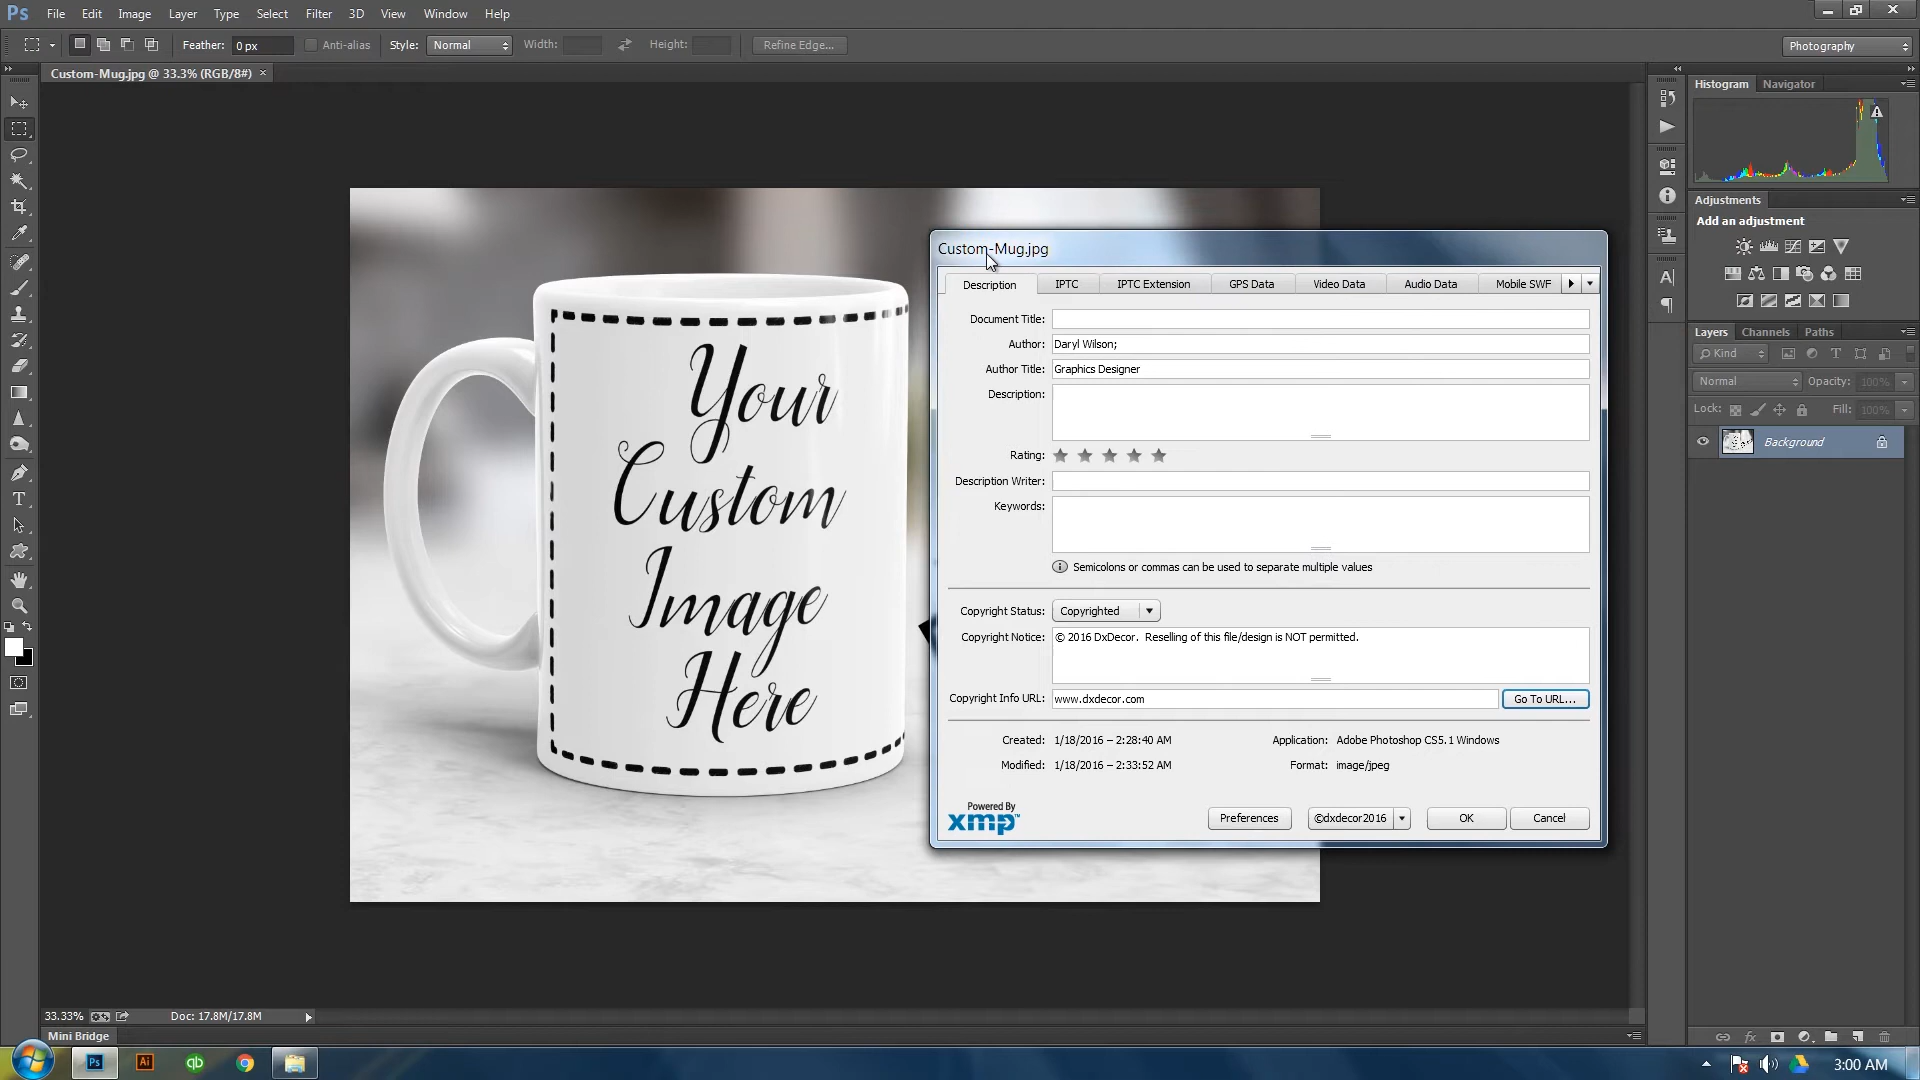 Ps File Edit Image Layer Type Select Filter 3D View Window Help
Feather: 0 px Anti-alias Style: Normal Width: Height: Refine Edge... Photography
Custom-Mug.jpg @ 33.3% (RGB/8#) ×
Histogram Navigator
Adjustments
Add an adjustment
Layers Channels Paths
Kind
Normal Opacity: 100%
Lock: Fill: 100%
Background
Your
Custom
Image
Here
Custom-Mug.jpg
Description IPTC IPTC Extension GPS Data Video Data Audio Data Mobile SWF
Document Title:
Author: Daryl Wilson;
Author Title: Graphics Designer
Description:
Rating:
Description Writer:
Keywords:
Semicolons or commas can be used to separate multiple values
Copyright Status: Copyrighted
Copyright Notice: © 2016 DxDecor. Reselling of this file/design is NOT permitted.
Copyright Info URL: www.dxdecor.com Go To URL...
Created: 1/18/2016 – 2:28:40 AM Application: Adobe Photoshop CS5.1 Windows
Modified: 1/18/2016 – 2:33:52 AM Format: image/jpeg
Powered By
xmp™
Preferences ©dxdecor2016 OK Cancel
33.33% Doc: 17.8M/17.8M
Mini Bridge
Ps Ai qb 3:00 AM